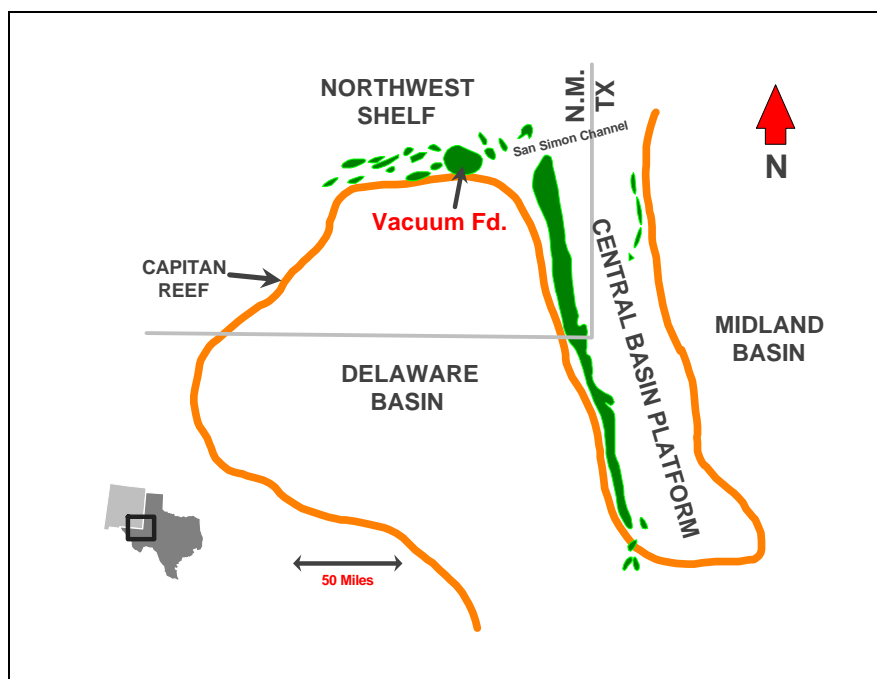 NORTHWEST
SHELF
N.M.
TX
San Simon Channel
N
Vacuum Fd.
CAPITAN
REEF
CENTRAL BASIN PLATFORM
MIDLAND
BASIN
DELAWARE
BASIN
50 Miles